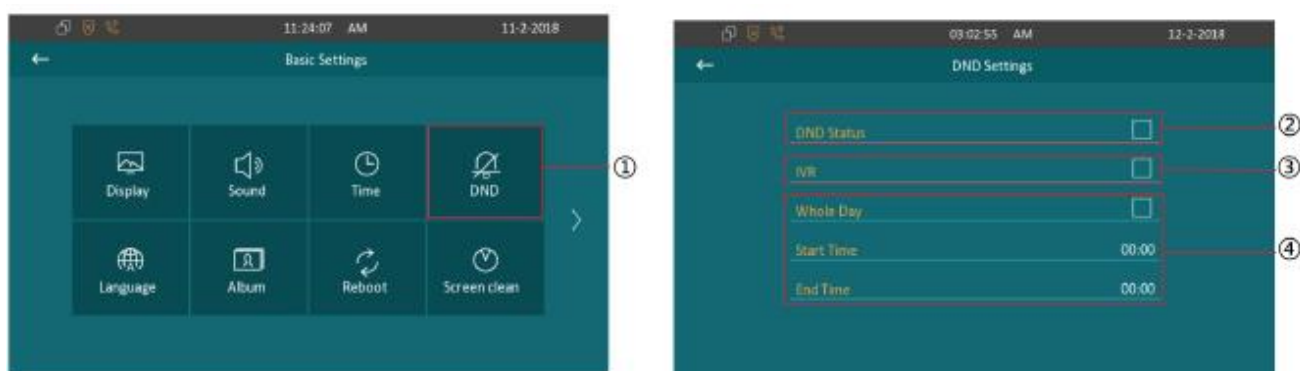 11:24:07 AM 11-2-2018
Basic Settings
Display Sound Time DND
①
Language Album Reboot Screen clean
03:02:55 AM 12-2-2018
DND Settings
DND Status ②
IVR ③
Whole Day
Start Time 00:00 ④
End Time 00:00